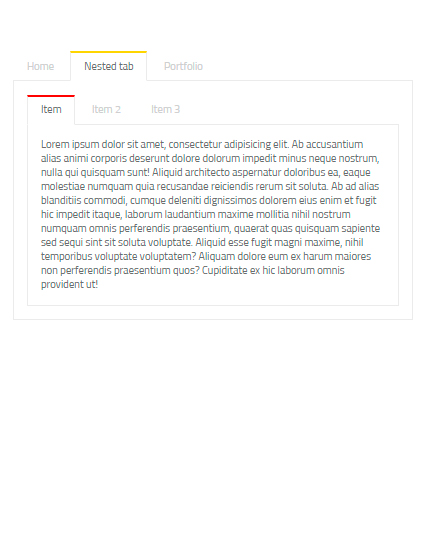 Home Nested tab Portfolio
Item Item 2 Item 3
Lorem ipsum dolor sit amet, consectetur adipisicing elit. Ab accusantium
alias animi corporis deserunt dolore dolorum impedit minus neque nostrum,
nulla qui quisquam sunt! Aliquid architecto aspernatur doloribus ea, eaque
molestiae numquam quia recusandae reiciendis rerum sit soluta. Ab ad alias
blanditiis commodi, cumque deleniti dignissimos dolorem eius enim et fugit
hic impedit itaque, laborum laudantium maxime mollitia nihil nostrum
numquam omnis perferendis praesentium, quaerat quas quisquam sapiente
sed sequi sint sit soluta voluptate. Aliquid esse fugit magni maxime, nihil
temporibus voluptate voluptatem? Aliquam dolore eum ex harum maiores
non perferendis praesentium quos? Cupiditate ex hic laborum omnis
provident ut!